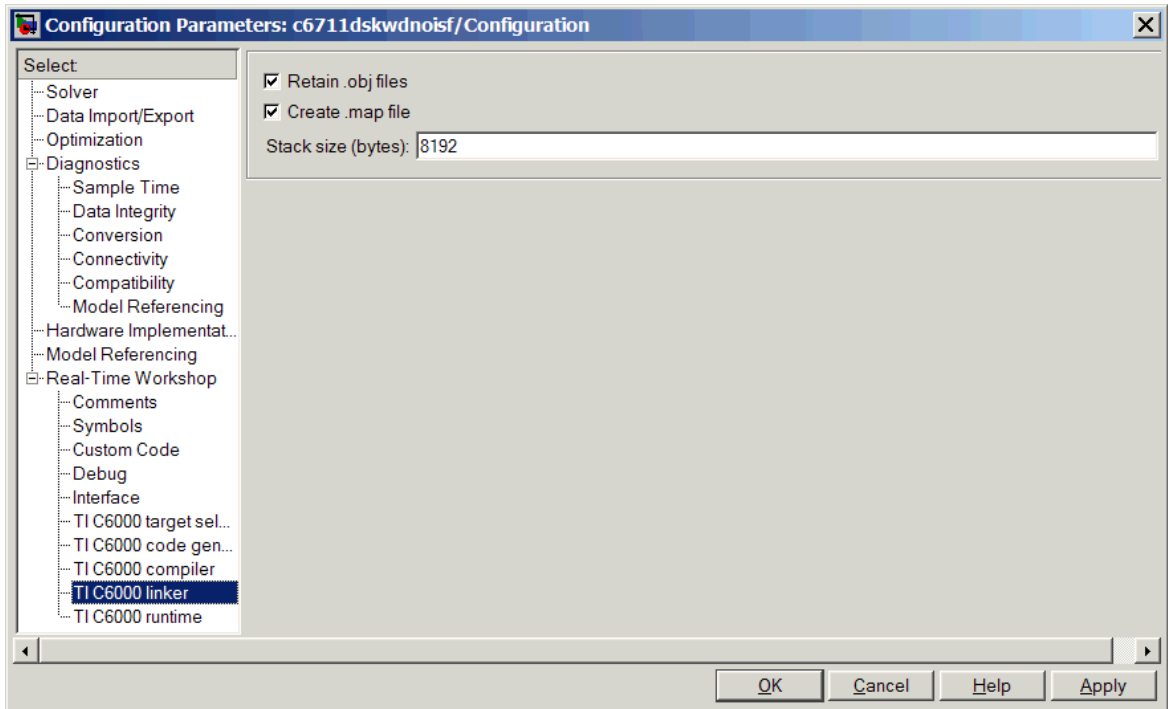 Configuration Parameters: c6711dskwdnoisf/Configuration
Select:
Solver
Data Import/Export
Optimization
Diagnostics
Sample Time
Data Integrity
Conversion
Connectivity
Compatibility
Model Referencing
Hardware Implementat...
Model Referencing
Real-Time Workshop
Comments
Symbols
Custom Code
Debug
Interface
TI C6000 target sel...
TI C6000 code gen...
TI C6000 compiler
TI C6000 linker
TI C6000 runtime
Retain .obj files
Create .map file
Stack size (bytes): 8192
OK Cancel Help Apply